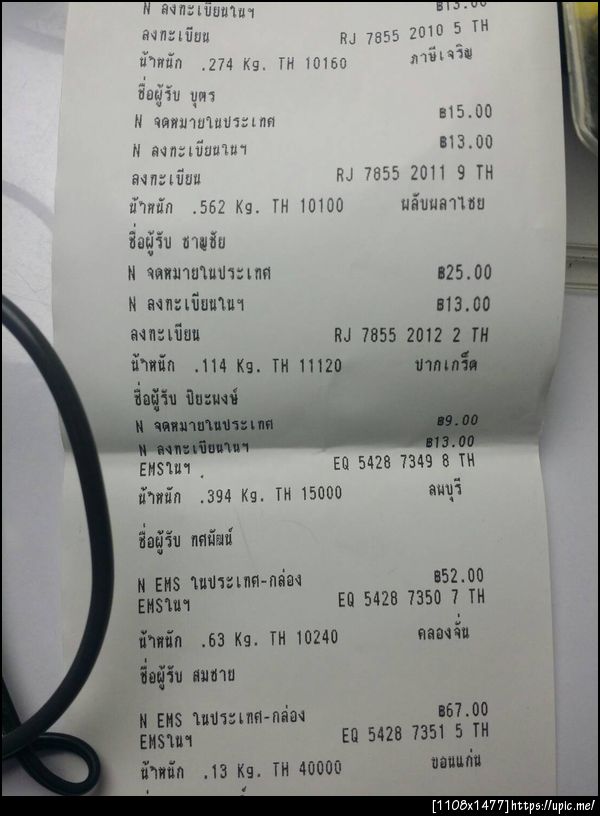 N ลงทะเบียนในฯ ฿13.00
ลงทะเบียน RJ 7855 2010 5 TH
น้ำหนัก .274 Kg. TH 10160 ภาษีเจริญ
ชื่อผู้รับ บุตร
N จดหมายในประเทศ ฿15.00
N ลงทะเบียนในฯ ฿13.00
ลงทะเบียน RJ 7855 2011 9 TH
น้ำหนัก .562 Kg. TH 10100 พลับพลาไชย
ชื่อผู้รับ ชาญชัย
N จดหมายในประเทศ ฿25.00
N ลงทะเบียนในฯ ฿13.00
ลงทะเบียน RJ 7855 2012 2 TH
น้ำหนัก .114 Kg. TH 11120 ปากเกร็ด
ชื่อผู้รับ ปิยะพงษ์
N จดหมายในประเทศ ฿9.00
N ลงทะเบียนในฯ ฿13.00
EMSในฯ EQ 5428 7349 8 TH
น้ำหนัก .394 Kg. TH 15000 ลพบุรี
ชื่อผู้รับ ทศพัฒน์
N EMS ในประเทศ-กล่อง ฿52.00
EMSในฯ EQ 5428 7350 7 TH
น้ำหนัก .63 Kg. TH 10240 คลองจั่น
ชื่อผู้รับ สมชาย
N EMS ในประเทศ-กล่อง ฿67.00
EMSในฯ EQ 5428 7351 5 TH
น้ำหนัก .13 Kg. TH 40000 ขอนแก่น
[1108x1477]https://upic.me/